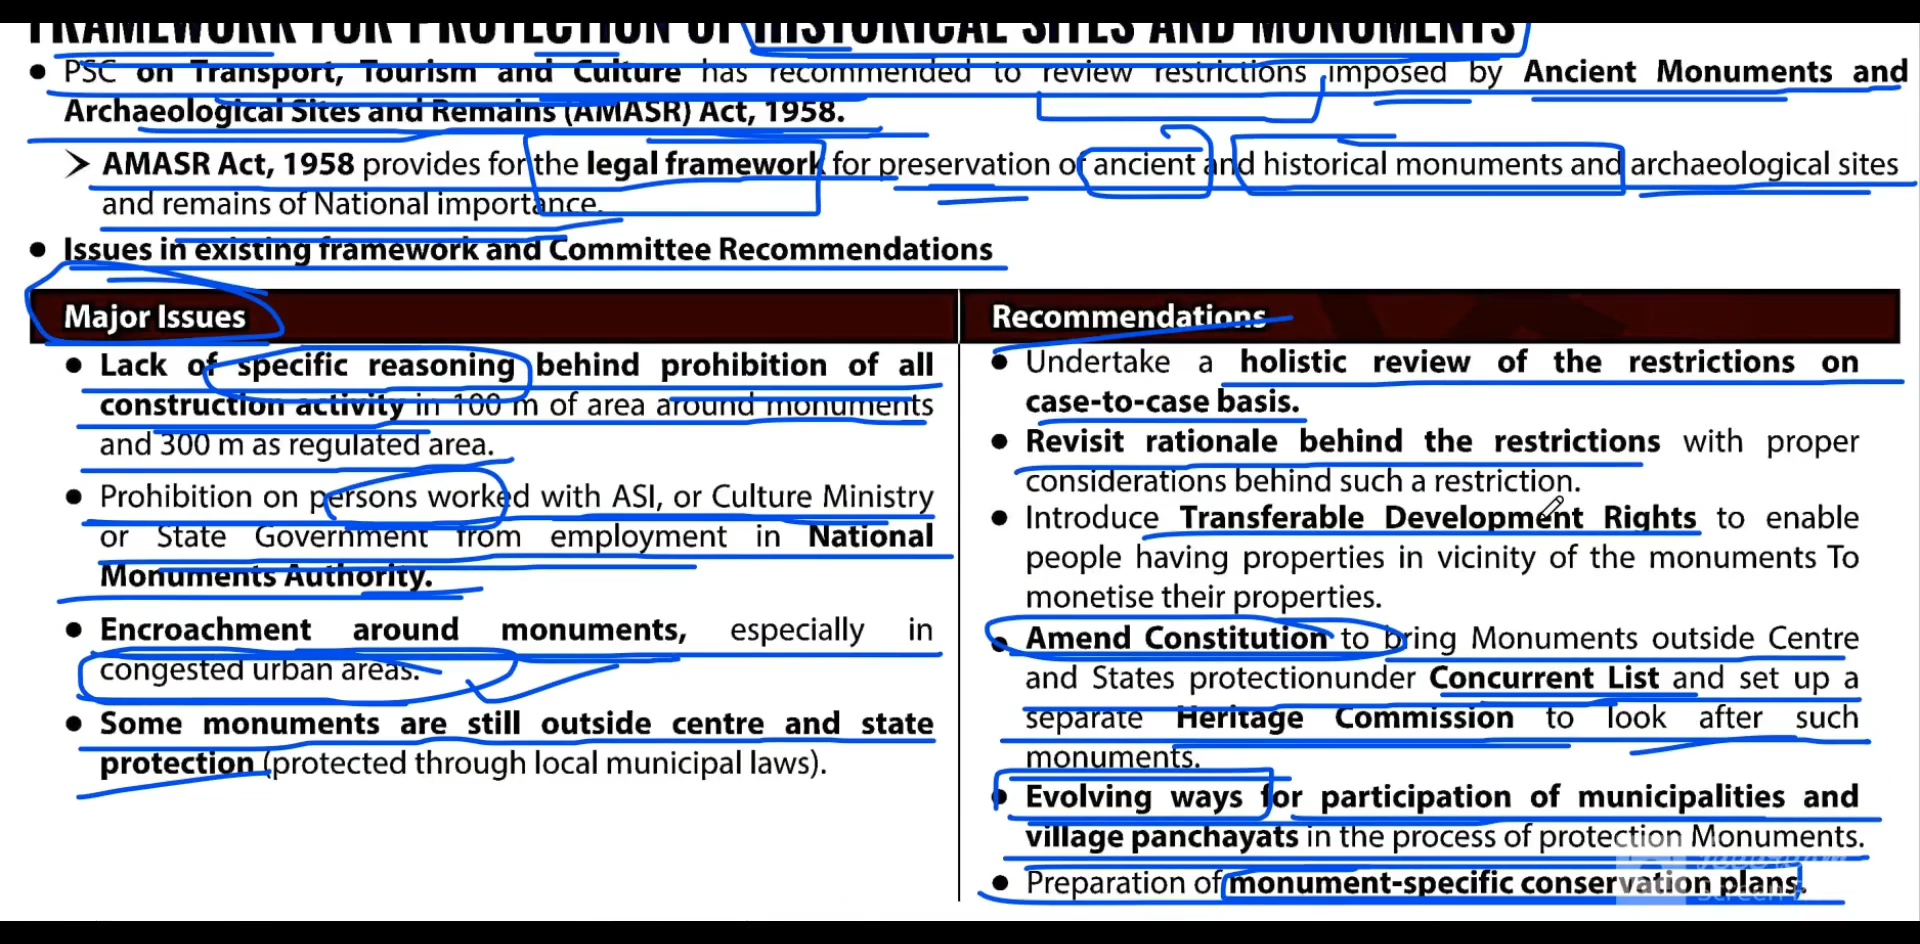 FRAMEWORK FOR PROTECTION OF HISTORICAL SITES AND MONUMENTS
● PSC on Transport, Tourism and Culture has recommended to review restrictions imposed by Ancient Monuments and
Archaeological Sites and Remains (AMASR) Act, 1958.
➤ AMASR Act, 1958 provides for the legal framework for preservation of ancient and historical monuments and archaeological sites
and remains of National importance.
● Issues in existing framework and Committee Recommendations
Major Issues
● Lack of specific reasoning behind prohibition of all
construction activity in 100 m of area around monuments
and 300 m as regulated area.
● Prohibition on persons worked with ASI, or Culture Ministry
or State Government from employment in National
Monuments Authority.
● Encroachment around monuments, especially in
congested urban areas.
● Some monuments are still outside centre and state
protection (protected through local municipal laws).
Recommendations
● Undertake a holistic review of the restrictions on
case-to-case basis.
● Revisit rationale behind the restrictions with proper
considerations behind such a restriction.
● Introduce Transferable Development Rights to enable
people having properties in vicinity of the monuments To
monetise their properties.
● Amend Constitution to bring Monuments outside Centre
and States protectionunder Concurrent List and set up a
separate Heritage Commission to look after such
monuments.
● Evolving ways for participation of municipalities and
village panchayats in the process of protection Monuments.
● Preparation of monument-specific conservation plans.